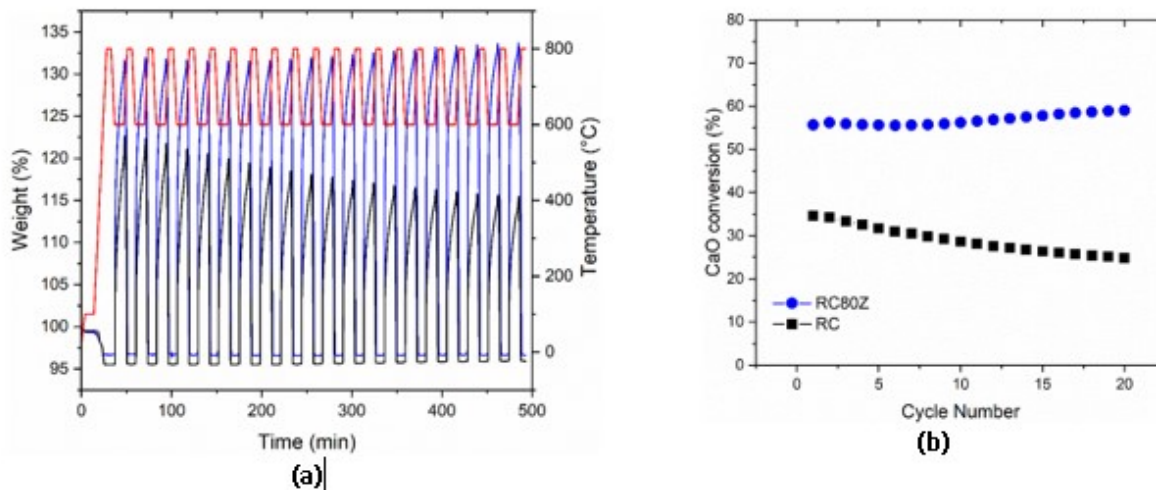 135
130
125
120
115
110
105
100
95
Weight (%)
800
600
400
200
0
Temperature (°C)
0 100 200 300 400 500
Time (min)
(a)
80
70
60
50
40
30
20
10
0
CaO conversion (%)
RC80Z
RC
0 5 10 15 20
Cycle Number
(b)